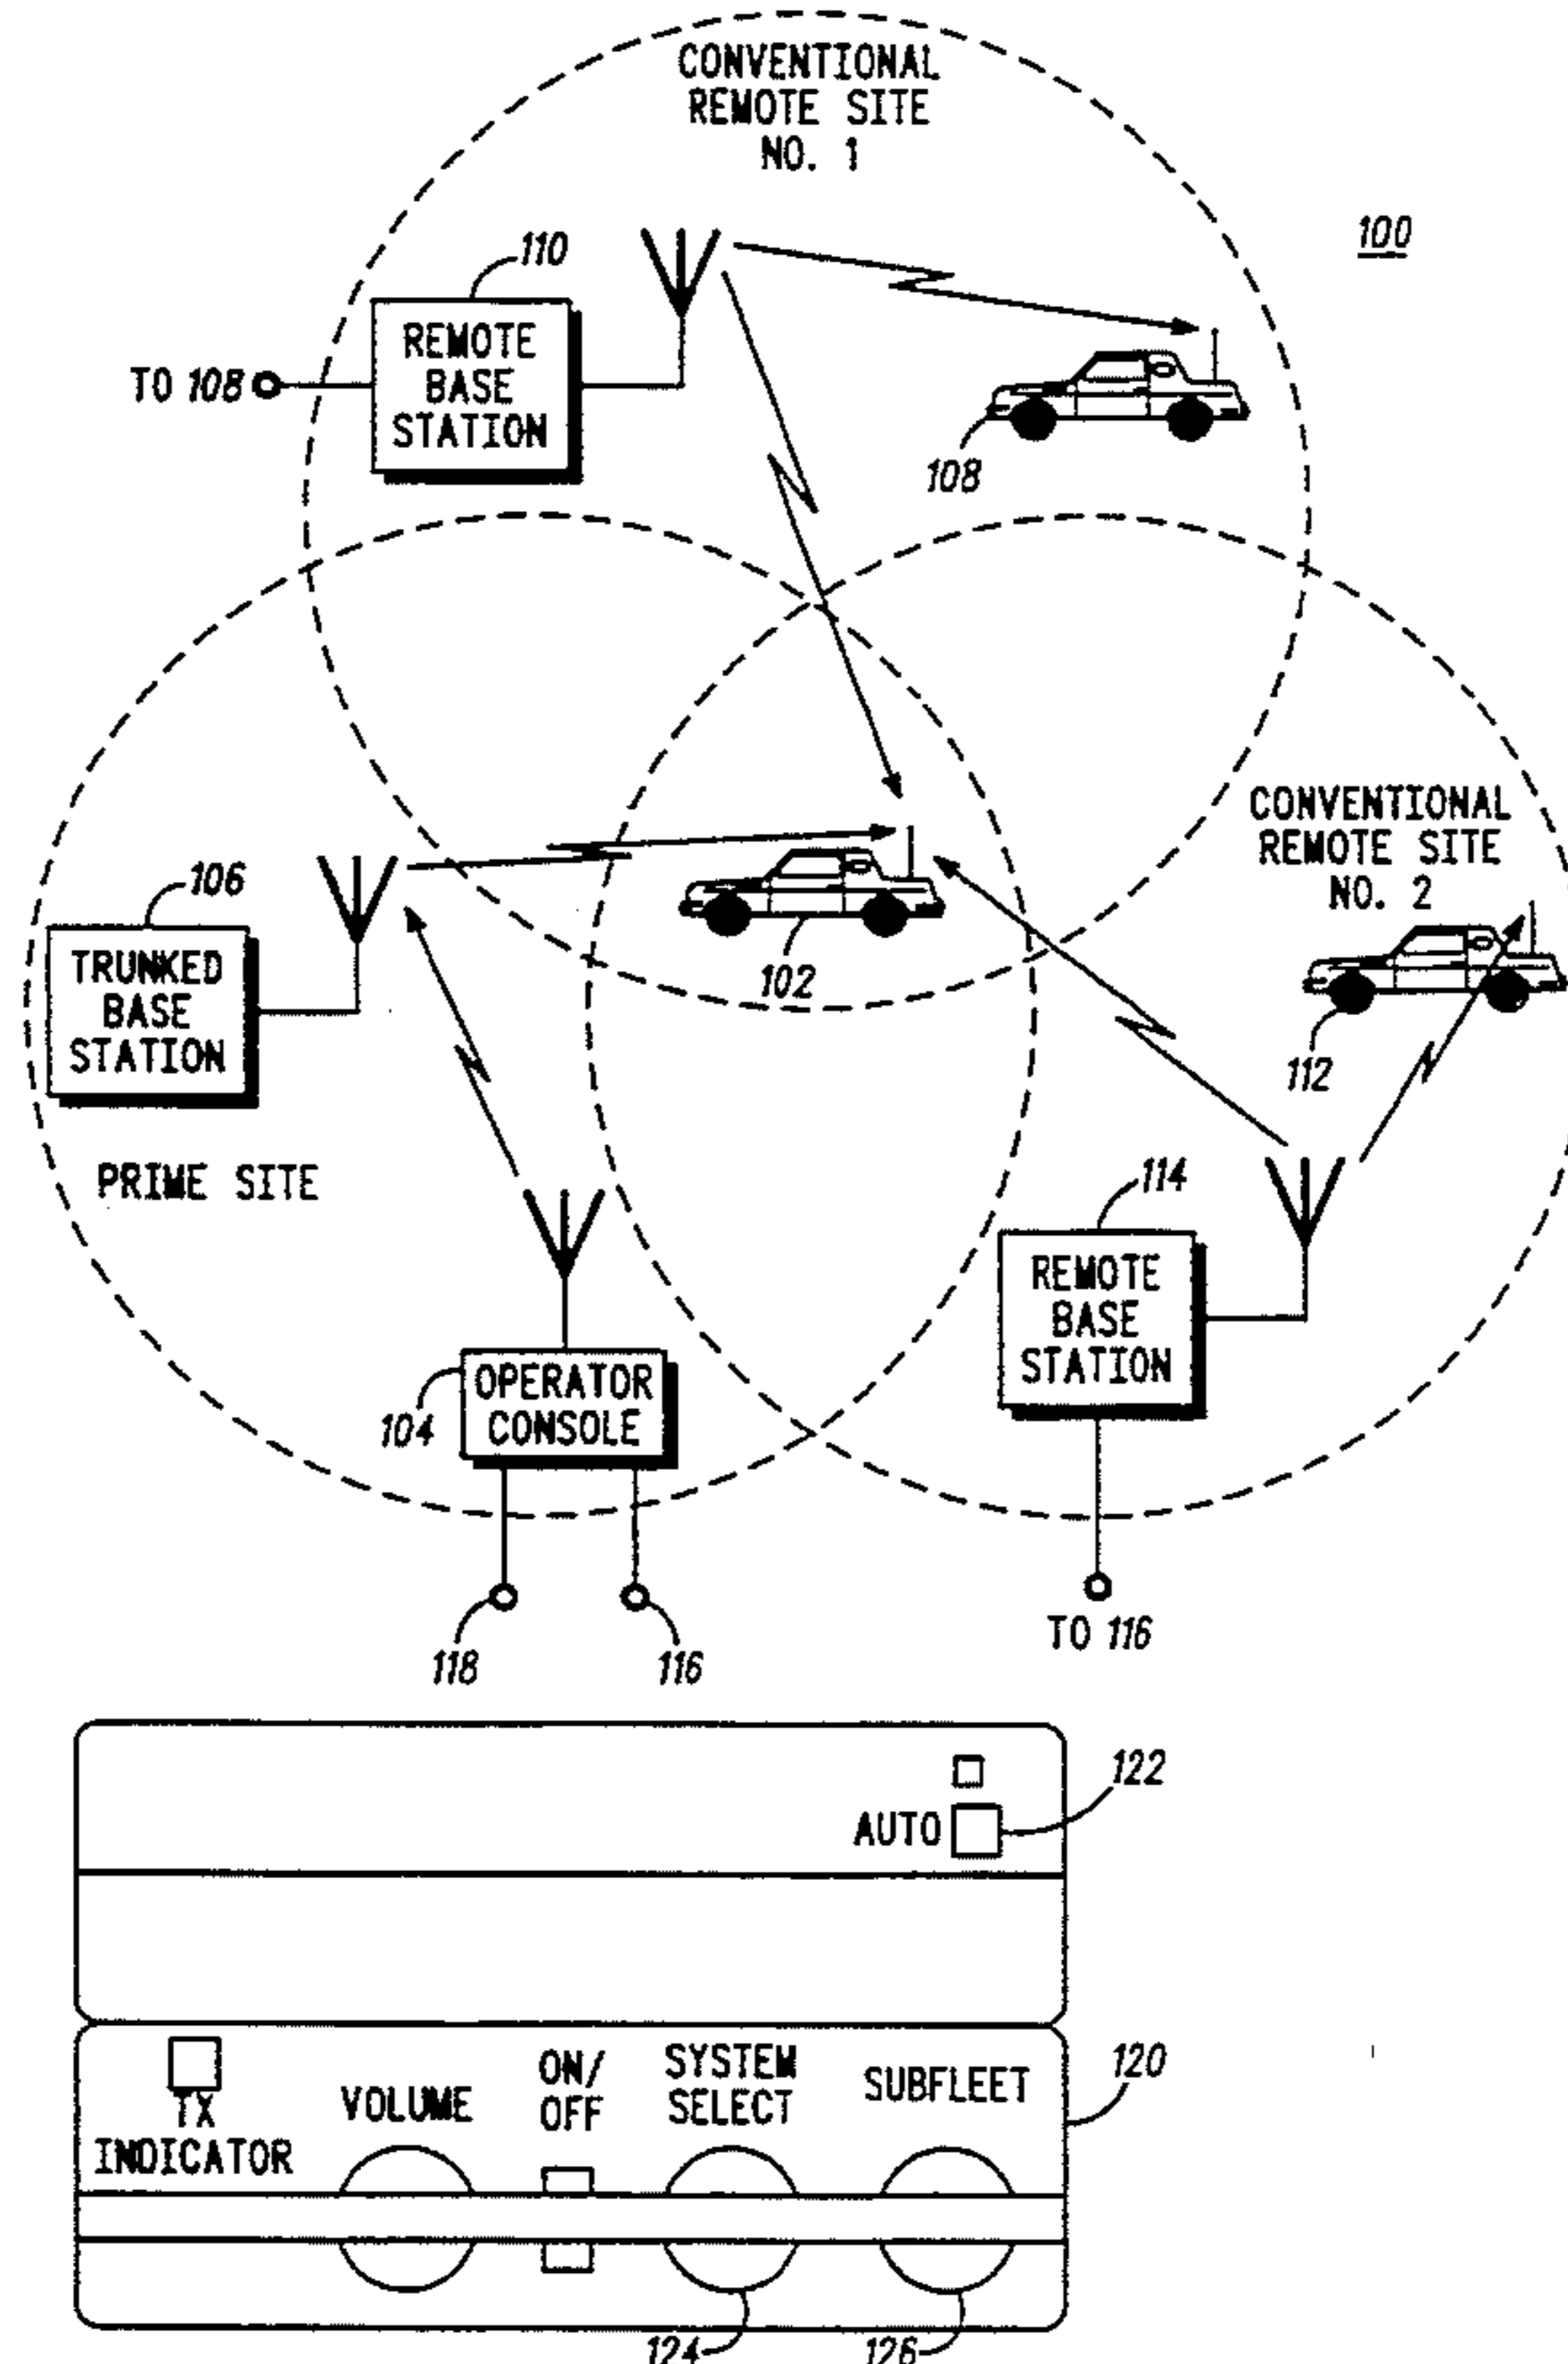 CONVENTIONAL
REMOTE SITE
NO. 1
100
110
REMOTE
BASE
STATION
TO 108
108
CONVENTIONAL
REMOTE SITE
NO. 2
106
TRUNKED
BASE
STATION
102
112
PRIME SITE
114
REMOTE
BASE
STATION
104
OPERATOR
CONSOLE
118
116
TO 116
122
AUTO
120
TX
INDICATOR
VOLUME
ON/
OFF
SYSTEM
SELECT
SUBFLEET
124
126